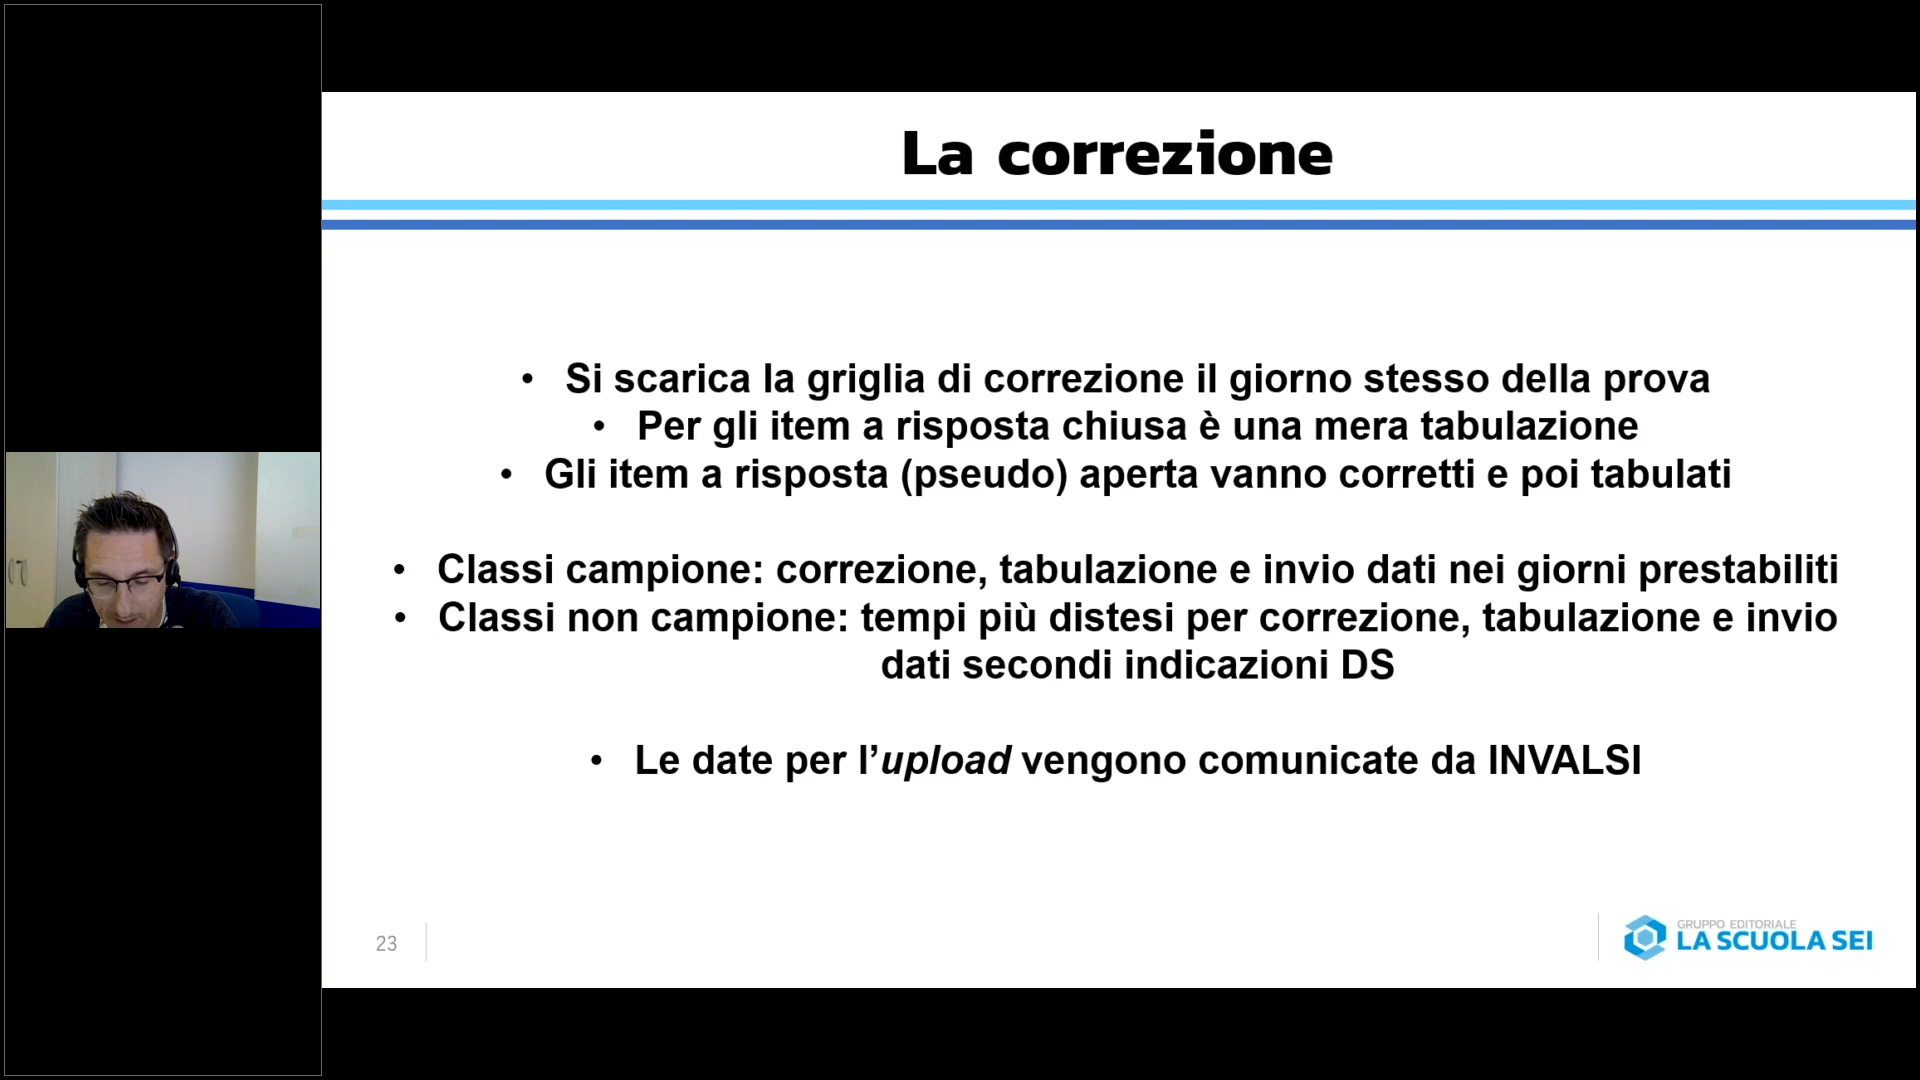 La correzione
• Si scarica la griglia di correzione il giorno stesso della prova
• Per gli item a risposta chiusa è una mera tabulazione
• Gli item a risposta (pseudo) aperta vanno corretti e poi tabulati
• Classi campione: correzione, tabulazione e invio dati nei giorni prestabiliti
• Classi non campione: tempi più distesi per correzione, tabulazione e invio
dati secondi indicazioni DS
• Le date per l’upload vengono comunicate da INVALSI
23
GRUPPO EDITORIALE
LA SCUOLA SEI